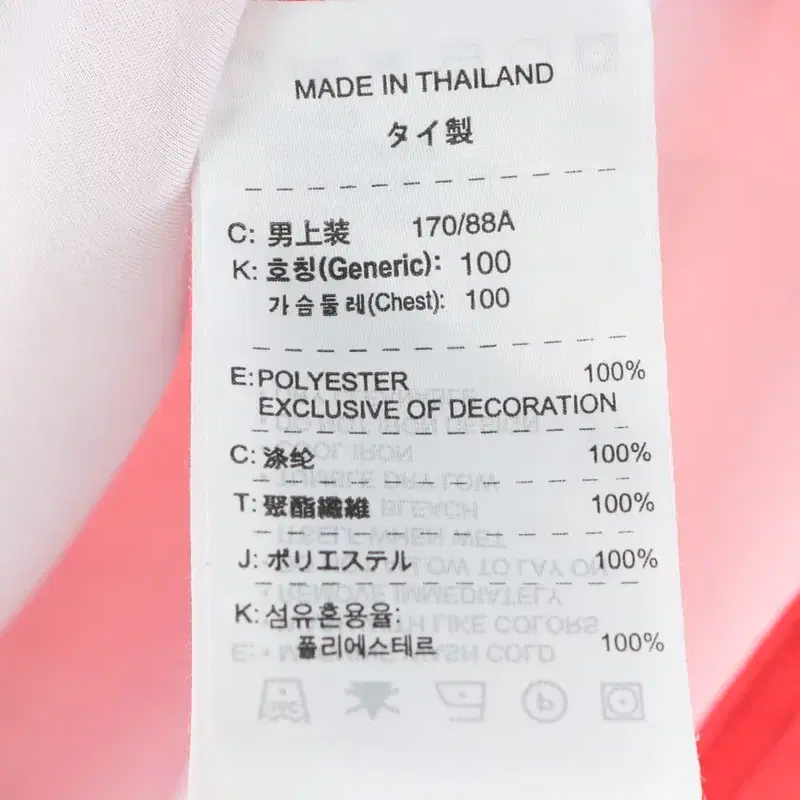 MADE IN THAILAND
タイ製
C: 男上装 170/88A
K: 호칭(Generic): 100
가슴둘레(Chest): 100
E: POLYESTER 100%
EXCLUSIVE OF DECORATION
C: 涤纶 100%
T: 聚酯纖維 100%
J: ポリエステル 100%
K: 섬유혼용율:
폴리에스테르 100%